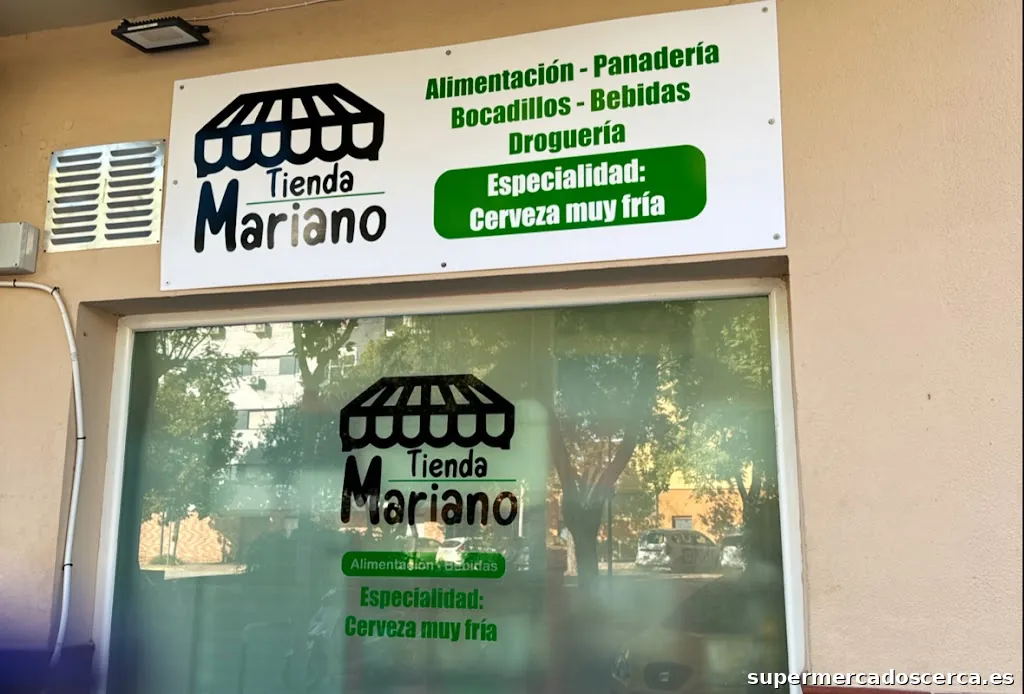 Tienda
Mariano
Alimentación - Panadería
Bocadillos - Bebidas
Droguería
Especialidad:
Cerveza muy fría
Tienda
Mariano
Alimentación - Bebidas
Especialidad:
Cerveza muy fría
supermercadoscerca.es